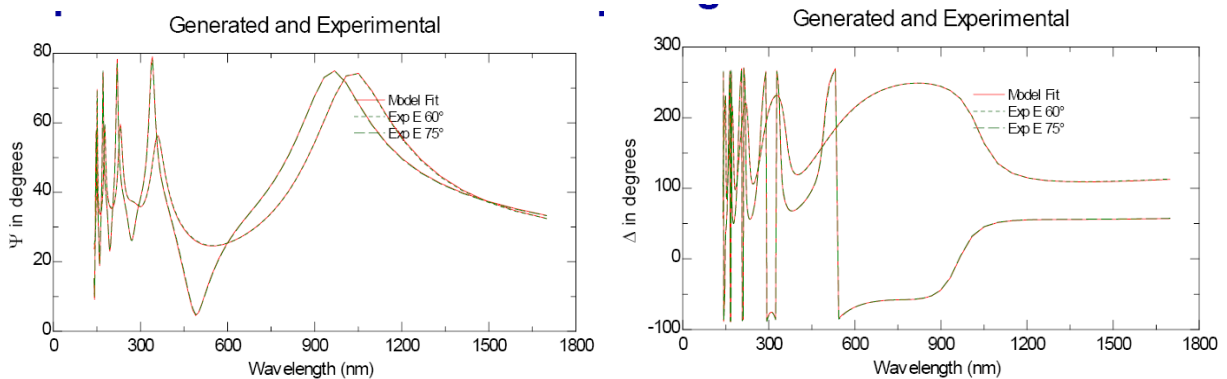 Generated and Experimental
80
60
40
20
0
Ψ in degrees
Model Fit
Exp E 60°
Exp E 75°
0 300 600 900 1200 1500 1800
Wavelength (nm)
Generated and Experimental
300
200
100
0
-100
Δ in degrees
Model Fit
Exp E 60°
Exp E 75°
0 300 600 900 1200 1500 1800
Wavelength (nm)